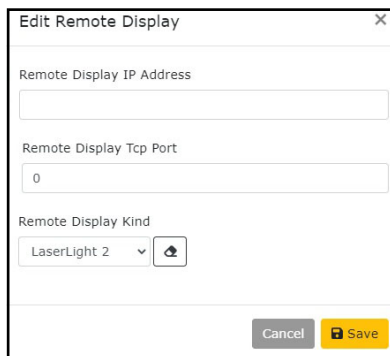 Edit Remote Display
Remote Display IP Address
Remote Display Tcp Port
0
Remote Display Kind
LaserLight 2
Cancel
Save